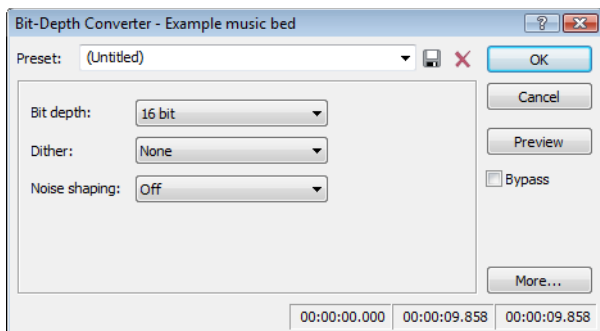 Bit-Depth Converter - Example music bed
Preset: (Untitled)
OK
Cancel
Bit depth: 16 bit
Preview
Dither: None
Bypass
Noise shaping: Off
More...
00:00:00.000 00:00:09.858 00:00:09.858